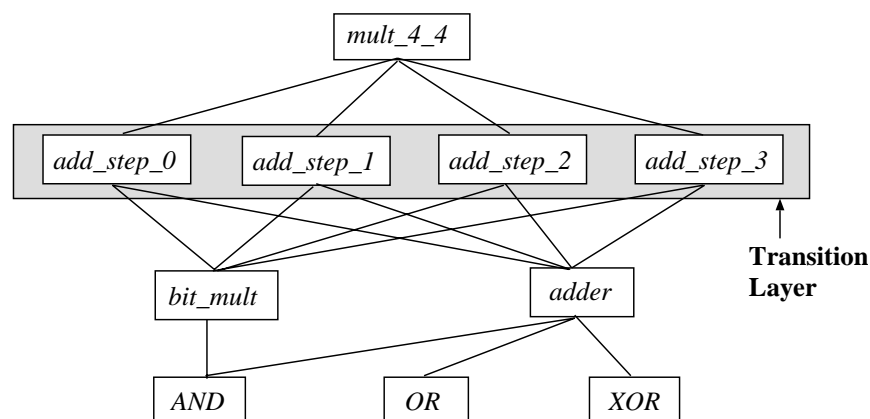 mult_4_4
add_step_0
add_step_1
add_step_2
add_step_3
Transition
Layer
bit_mult
adder
AND
OR
XOR